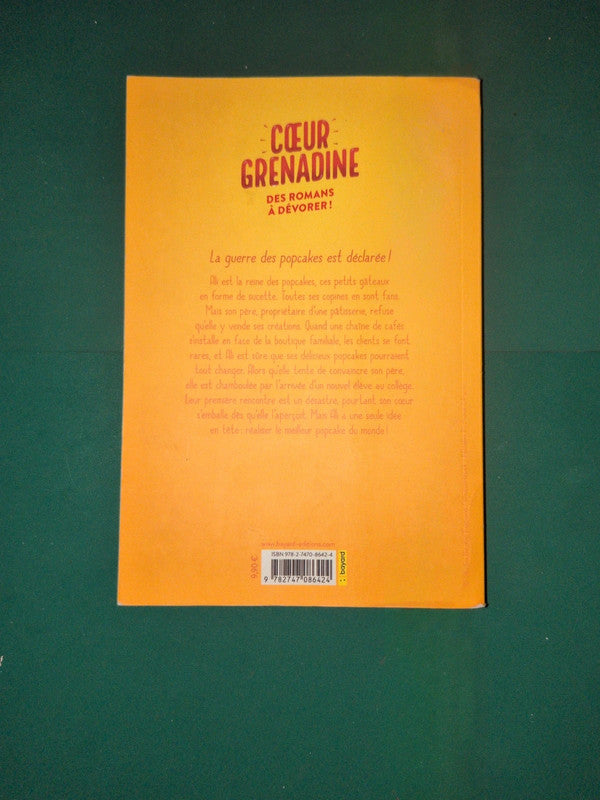 CŒUR
GRENADINE
DES ROMANS
À DÉVORER !
La guerre des popcakes est déclarée !
Alli est la reine des popcakes, ces petits gâteaux
en forme de sucette. Toutes ses copines en sont fans.
Mais son père, propriétaire d'une pâtisserie, refuse
qu'elle y vende ses créations. Quand une chaîne de cafés
s'installe en face de la boutique familiale, les clients se font
rares, et Alli est sûre que ses délicieux popcakes pourraient
tout changer. Alors qu'elle tente de convaincre son père,
elle est chamboulée par l'arrivée d'un nouvel élève au collège.
Leur première rencontre est un désastre, pourtant son cœur
s'emballe dès qu'elle l'aperçoit. Mais Alli a une seule idée
en tête : réaliser le meilleur popcake du monde !
www.bayard-editions.com
ISBN 978-2-7470-8642-4
9,90 €
9 782747 086424
bayard